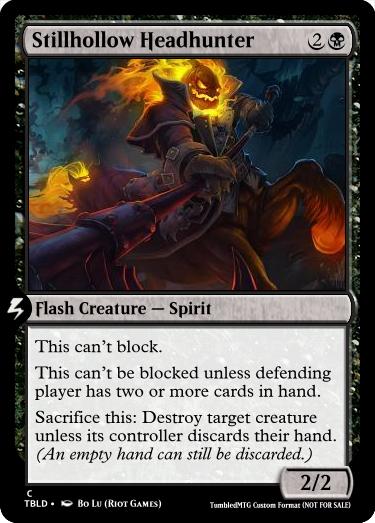 Stillhollow Headhunter 2
Flash Creature — Spirit
This can't block.
This can't be blocked unless defending
player has two or more cards in hand.
Sacrifice this: Destroy target creature
unless its controller discards their hand.
(An empty hand can still be discarded.)
2/2
C
TBLD • Bo Lu (Riot Games)
TumbledMTG Custom Format (NOT FOR SALE)